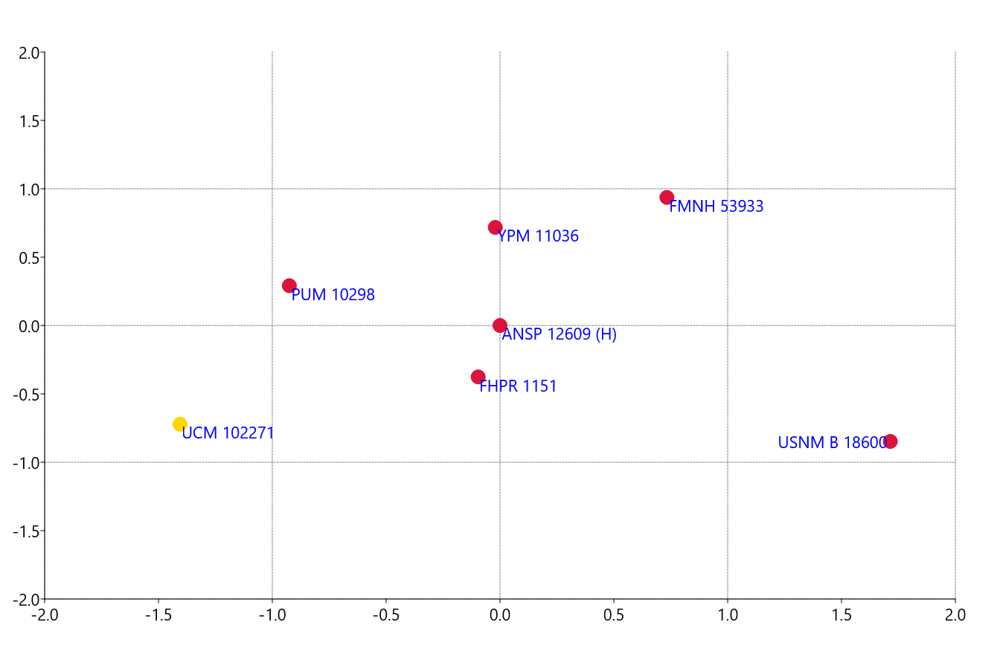 2.0
1.5
1.0
FMNH 53933
YPM 11036
0.5
PUM 10298
0.0
ANSP 12609 (H)
FHPR 1151
-0.5
UCM 102271
USNM B 18600
-1.0
-1.5
-2.0
-2.0 -1.5 -1.0 -0.5 0.0 0.5 1.0 1.5 2.0